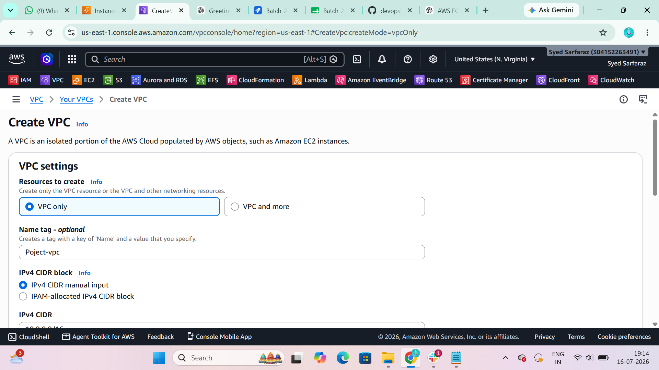 (9) Wha
Instanc
Create V
Greetin
Batch
Batch
devops
AWS E
Ask Gemini
us-east-1.console.aws.amazon.com/vpcconsole/home?region=us-east-1#CreateVpc:createMode=vpcOnly
aws
Search
[Alt+S]
United States (N. Virginia)
Syed Sarfaraz (304152263491)
Syed Sarfaraz
IAM VPC EC2 S3 Aurora and RDS EFS CloudFormation Lambda Amazon EventBridge Route 53 Certificate Manager CloudFront CloudWatch
VPC > Your VPCs > Create VPC
Create VPC Info
A VPC is an isolated portion of the AWS Cloud populated by AWS objects, such as Amazon EC2 instances.
VPC settings
Resources to create Info
Create only the VPC resource or the VPC and other networking resources.
VPC only
VPC and more
Name tag - optional
Creates a tag with a key of 'Name' and a value that you specify.
Poject-vpc
IPv4 CIDR block Info
IPv4 CIDR manual input
IPAM-allocated IPv4 CIDR block
IPv4 CIDR
CloudShell Agent Toolkit for AWS Feedback Console Mobile App © 2026, Amazon Web Services, Inc. or its affiliates. Privacy Terms Cookie preferences
Search
ENG
IN
19:14
16-07-2026